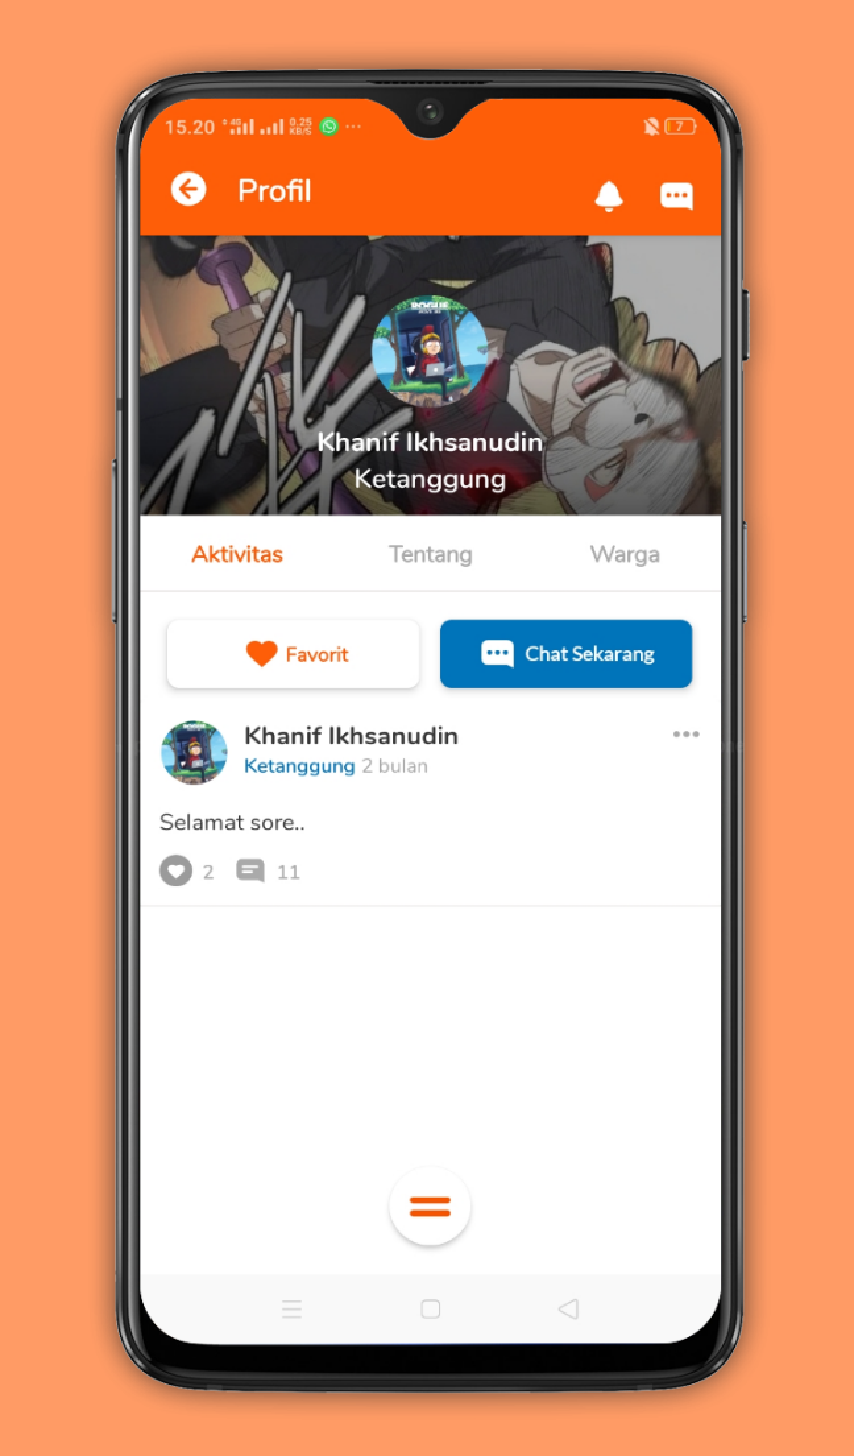 15.20 4G 0.25 KB/S 7
Profil
Khanif Ikhsanudin
Ketanggung
Aktivitas Tentang Warga
Favorit Chat Sekarang
Khanif Ikhsanudin
Ketanggung 2 bulan
Selamat sore..
2 11